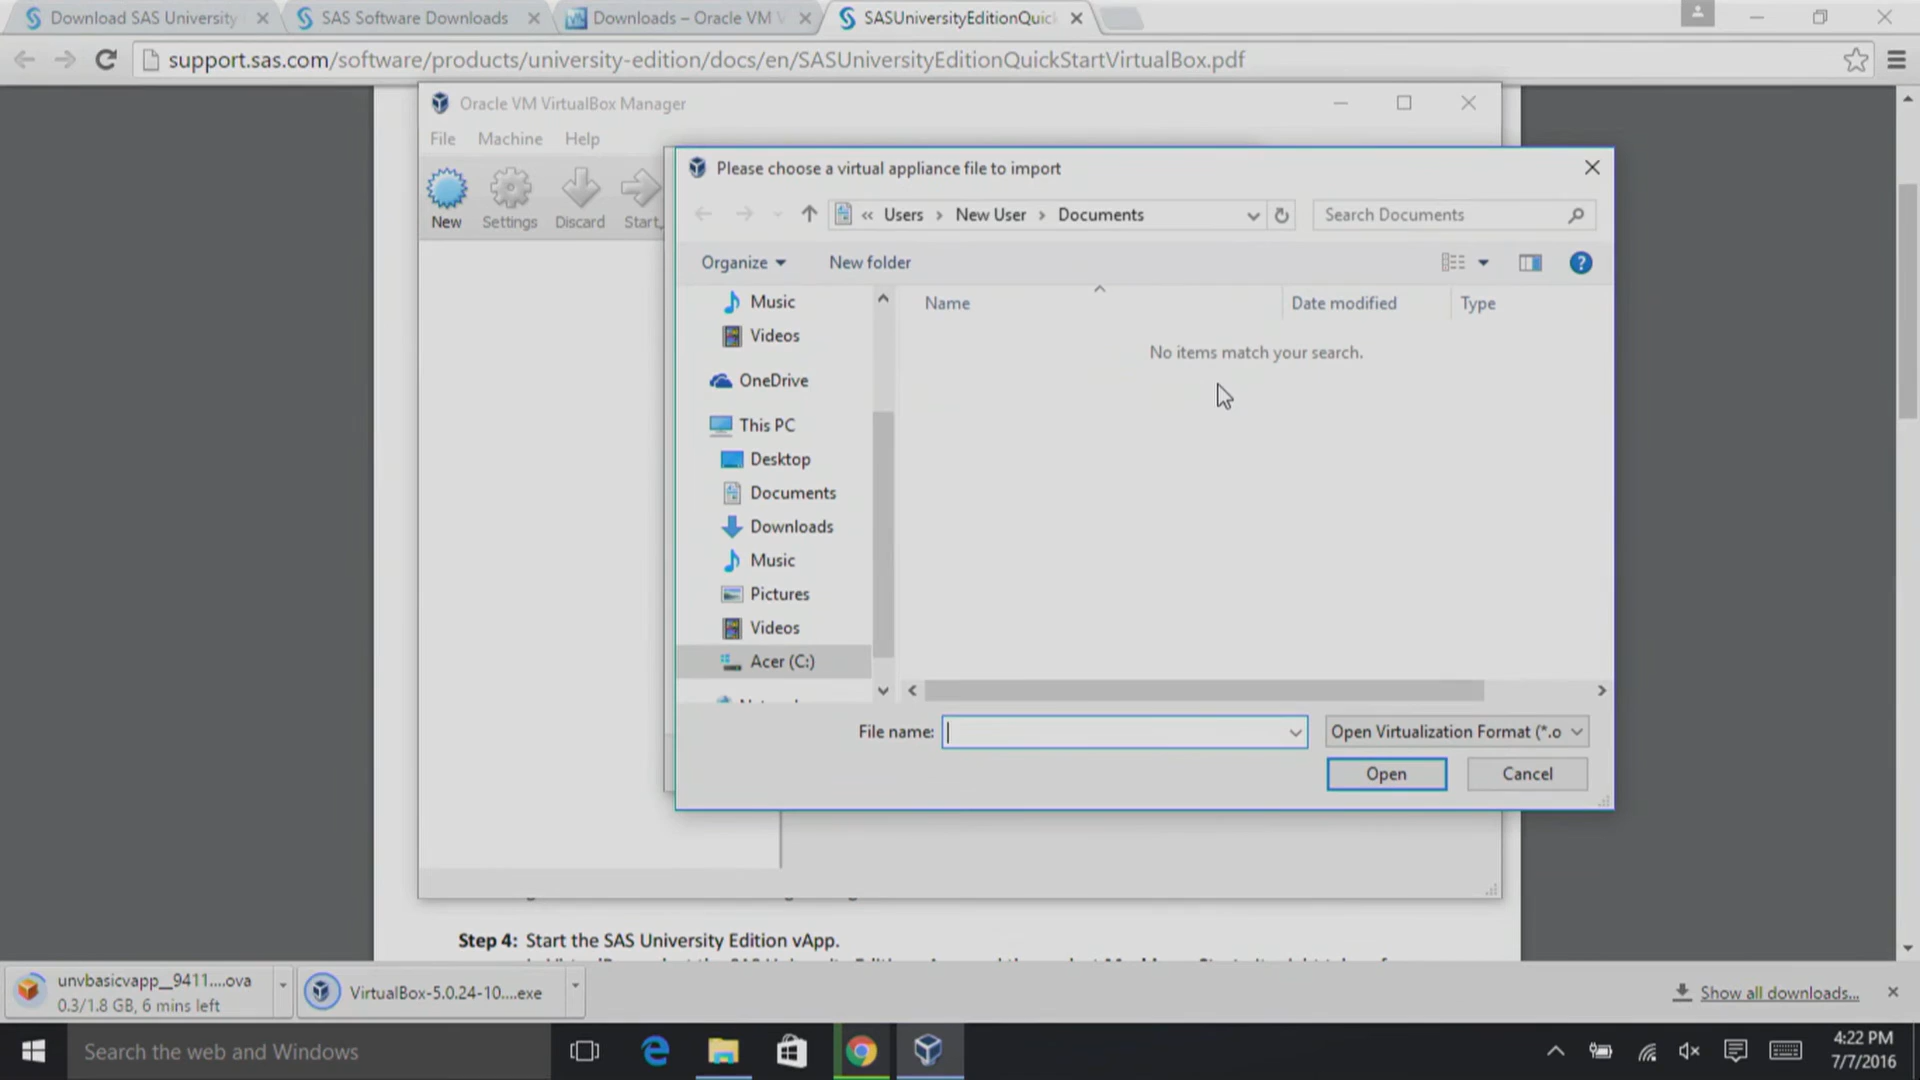 Download SAS University
SAS Software Downloads
Downloads – Oracle VM V
SASUniversityEditionQuic
support.sas.com/software/products/university-edition/docs/en/SASUniversityEditionQuickStartVirtualBox.pdf
Oracle VM VirtualBox Manager
File Machine Help
New Settings Discard Start
Please choose a virtual appliance file to import
« Users › New User › Documents
Search Documents
Organize New folder
Name Date modified Type
No items match your search.
Music
Videos
OneDrive
This PC
Desktop
Documents
Downloads
Music
Pictures
Videos
Acer (C:)
File name:
Open Virtualization Format (*.o
Open Cancel
Step 4: Start the SAS University Edition vApp.
unvbasicvapp__9411....ova
0.3/1.8 GB, 6 mins left
VirtualBox-5.0.24-10....exe
Show all downloads...
Search the web and Windows
4:22 PM
7/7/2016